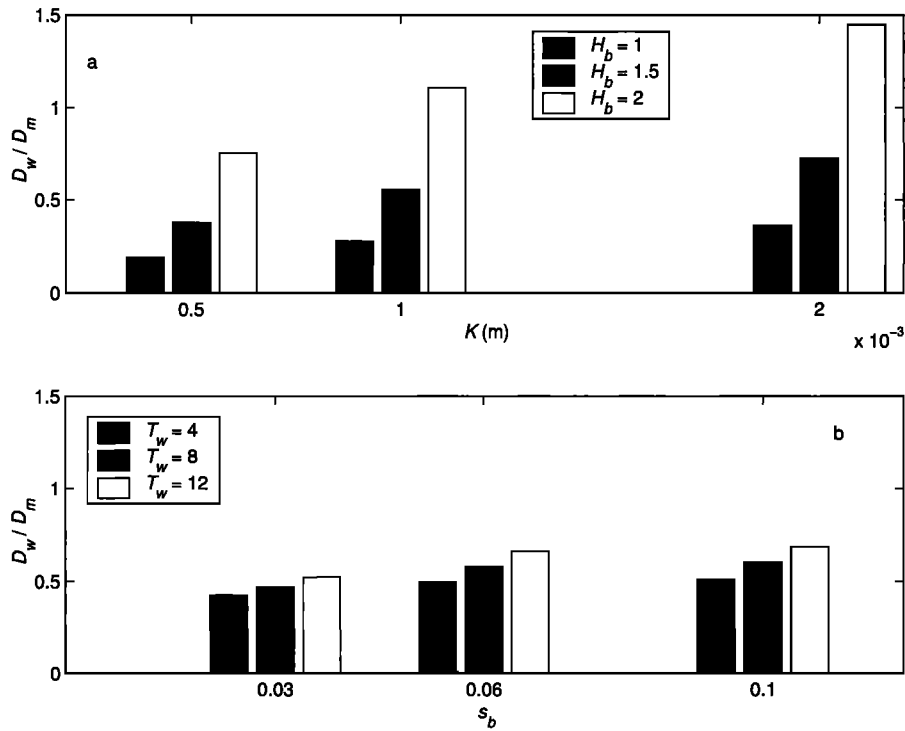 1.5
a
H_b = 1
H_b = 1.5
H_b = 2
1
D_w / D_m
0.5
0
0.5 1 2
K (m)
x 10^-3
1.5
T_w = 4
T_w = 8
T_w = 12
b
1
D_w / D_m
0.5
0
0.03 0.06 0.1
s_b